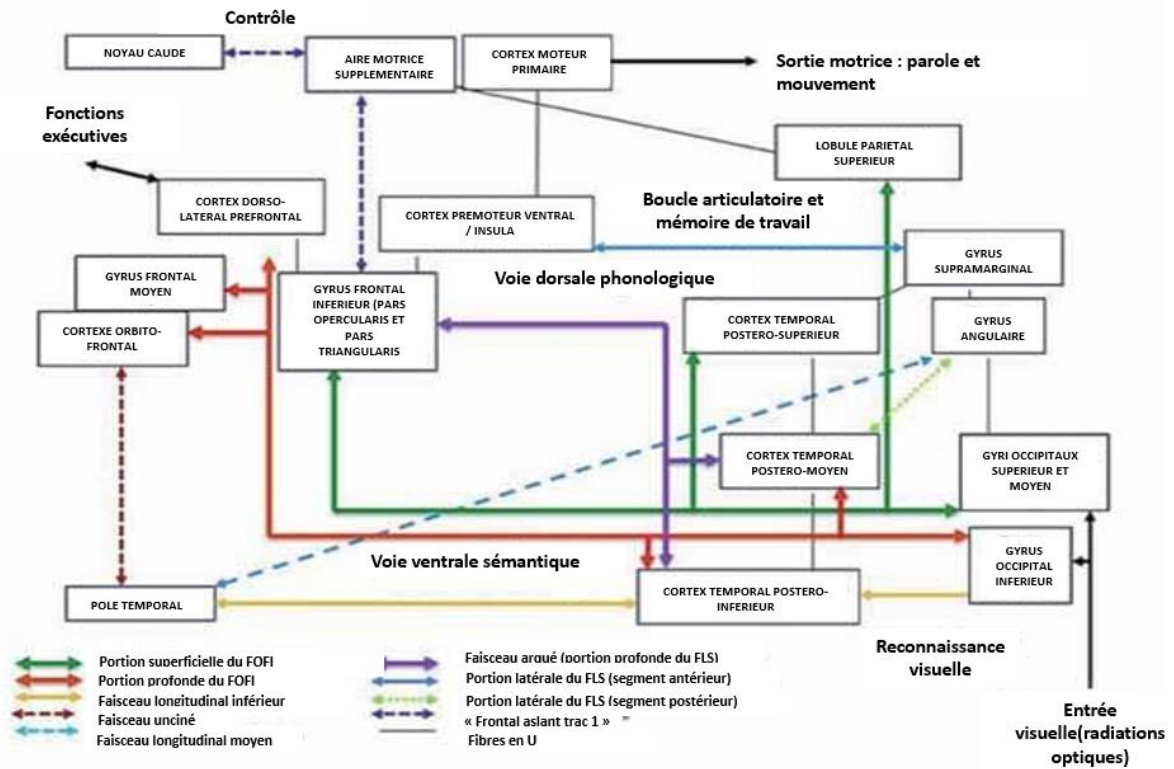 Contrôle
NOYAU CAUDE
AIRE MOTRICE
SUPPLEMENTAIRE
CORTEX MOTEUR
PRIMAIRE
Sortie motrice : parole et
mouvement
Fonctions
exécutives
LOBULE PARIETAL
SUPERIEUR
CORTEX DORSO-
LATERAL PREFRONTAL
CORTEX PREMOTEUR VENTRAL
/ INSULA
Boucle articulatoire et
mémoire de travail
GYRUS
SUPRAMARGINAL
GYRUS FRONTAL
MOYEN
Voie dorsale phonologique
GYRUS FRONTAL
INFERIEUR (PARS
OPERCULARIS ET
PARS
TRIANGULARIS
CORTEXE ORBITO-
FRONTAL
CORTEX TEMPORAL
POSTERO-SUPERIEUR
GYRUS
ANGULAIRE
CORTEX TEMPORAL
POSTERO-MOYEN
GYRI OCCIPITAUX
SUPERIEUR ET
MOYEN
Voie ventrale sémantique
GYRUS
OCCIPITAL
INFERIEUR
POLE TEMPORAL
CORTEX TEMPORAL POSTERO-
INFERIEUR
Reconnaissance
visuelle
Entrée
visuelle(radiations
optiques)
Portion superficielle du FOFI
Portion profonde du FOFI
Faisceau longitudinal inférieur
Faisceau unciné
Faisceau longitudinal moyen
Faisceau arqué (portion profonde du FLS)
Portion latérale du FLS (segment antérieur)
Portion latérale du FLS (segment postérieur)
« Frontal aslant trac 1 »
Fibres en U